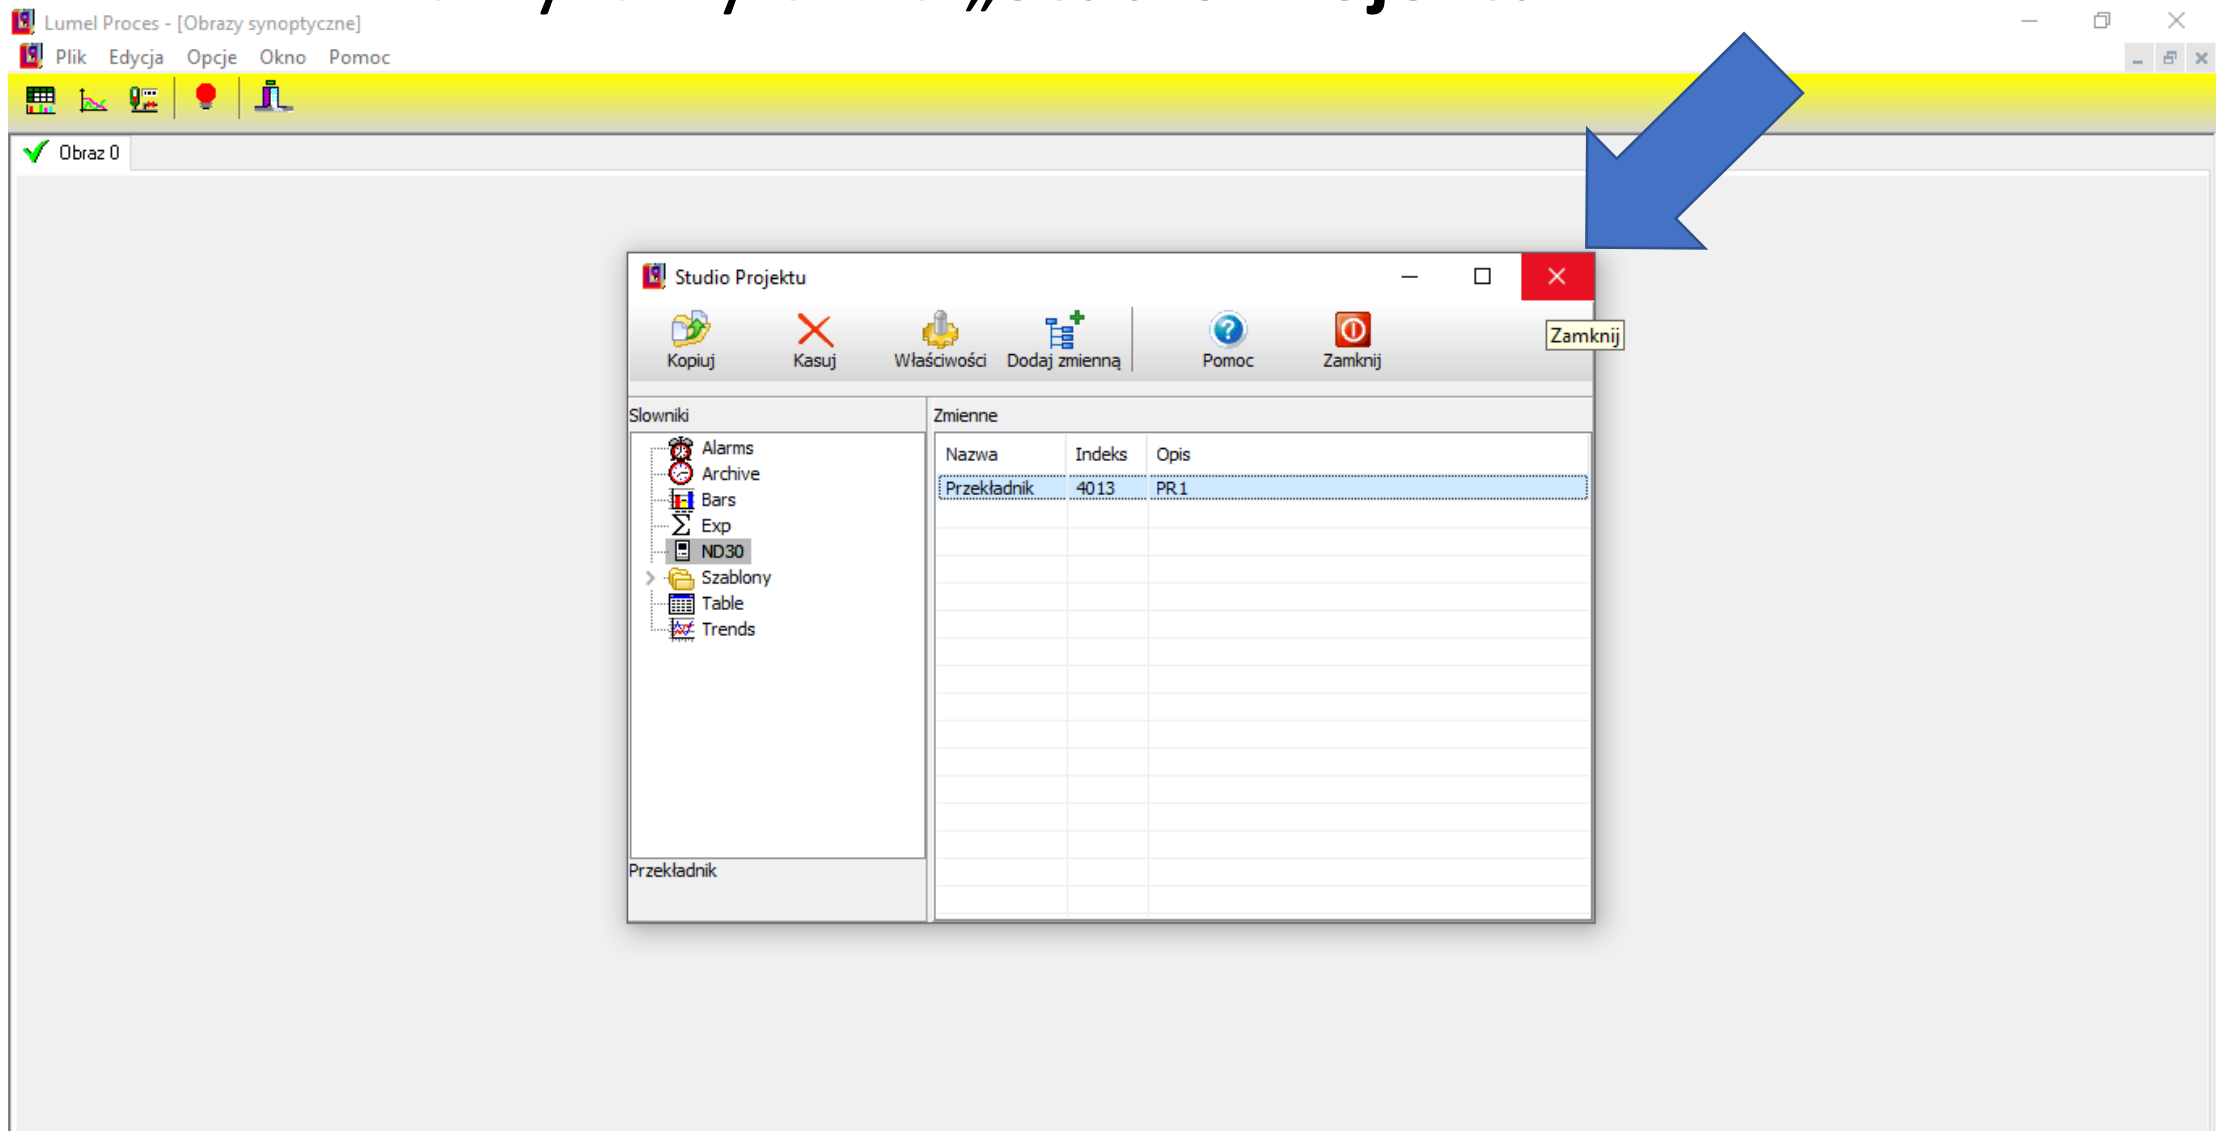 Lumel Proces - [Obrazy synoptyczne]
Plik Edycja Opcje Okno Pomoc
Obraz 0
Studio Projektu
Kopiuj Kasuj Właściwości Dodaj zmienną Pomoc Zamknij
Zamknij
Slowniki
Alarms
Archive
Bars
Exp
ND30
Szablony
Table
Trends
Przekładnik
Zmienne
Nazwa Indeks Opis
Przekładnik 4013 PR1